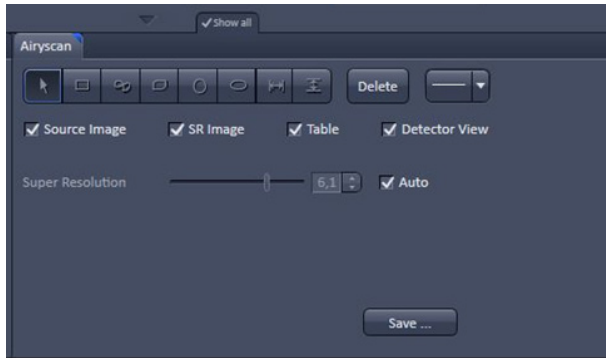 Show all
Airyscan
Delete
Source Image SR Image Table Detector View
Super Resolution 6,1 Auto
Save ...